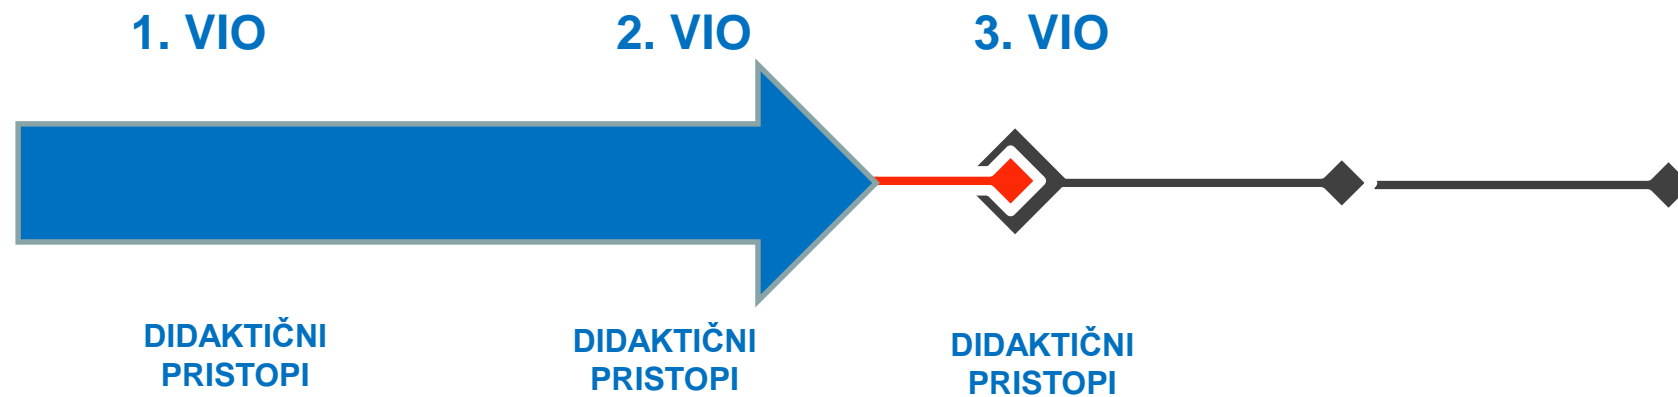 1. VIO
2. VIO
3. VIO
DIDAKTIČNI
PRISTOPI
DIDAKTIČNI
PRISTOPI
DIDAKTIČNI
PRISTOPI